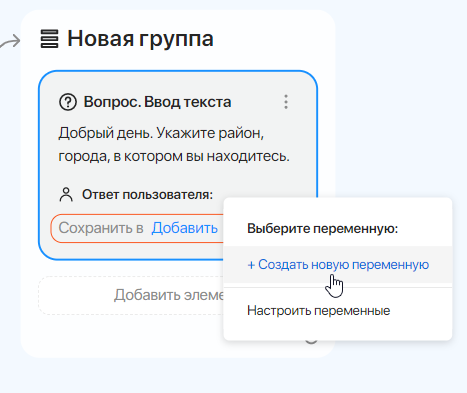 Новая группа
Вопрос. Ввод текста
Добрый день. Укажите район,
города, в котором вы находитесь.
Ответ пользователя:
Сохранить в Добавить
Выберите переменную:
+ Создать новую переменную
Настроить переменные
Добавить